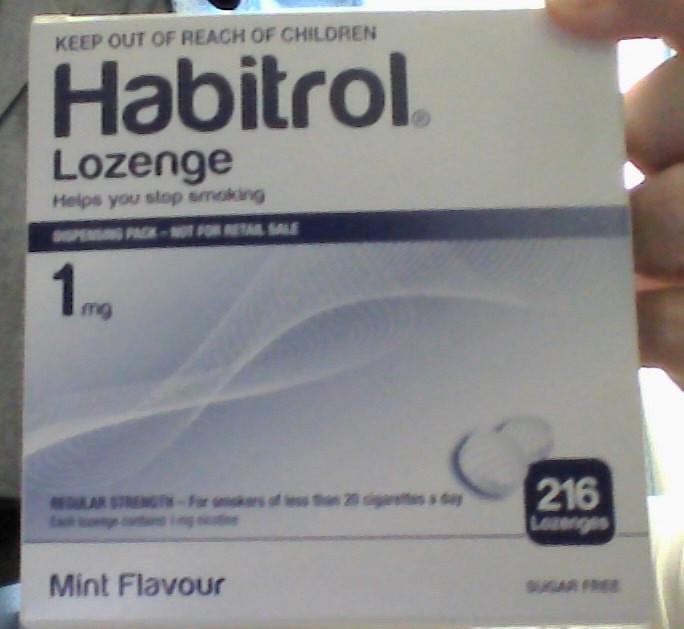 KEEP OUT OF REACH OF CHILDREN
Habitrol®
Lozenge
Helps you stop smoking
DISPENSING PACK – NOT FOR RETAIL SALE
1 mg
REGULAR STRENGTH – For smokers of less than 20 cigarettes a day
Each lozenge contains 1 mg nicotine
216
Lozenges
Mint Flavour
SUGAR FREE